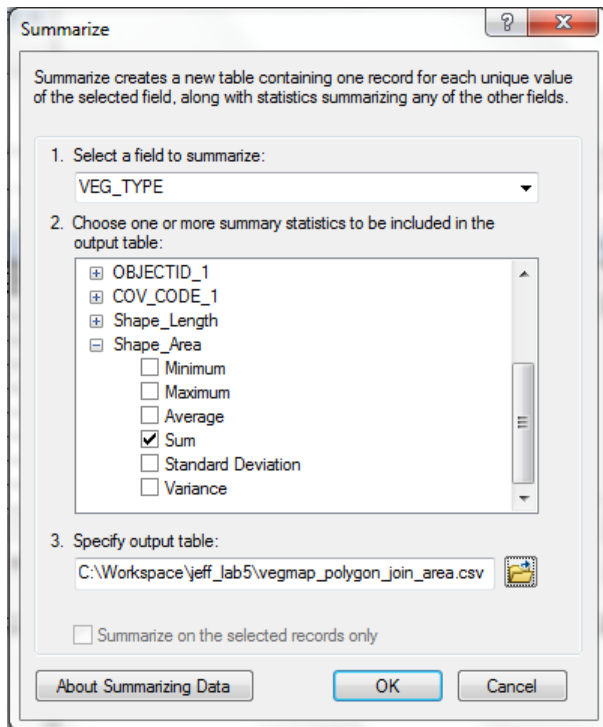 Summarize
Summarize creates a new table containing one record for each unique value
of the selected field, along with statistics summarizing any of the other fields.
1. Select a field to summarize:
VEG_TYPE
2. Choose one or more summary statistics to be included in the
output table:
OBJECTID_1
COV_CODE_1
Shape_Length
Shape_Area
Minimum
Maximum
Average
Sum
Standard Deviation
Variance
3. Specify output table:
C:\Workspace\jeff_lab5\vegmap_polygon_join_area.csv
Summarize on the selected records only
About Summarizing Data
OK
Cancel